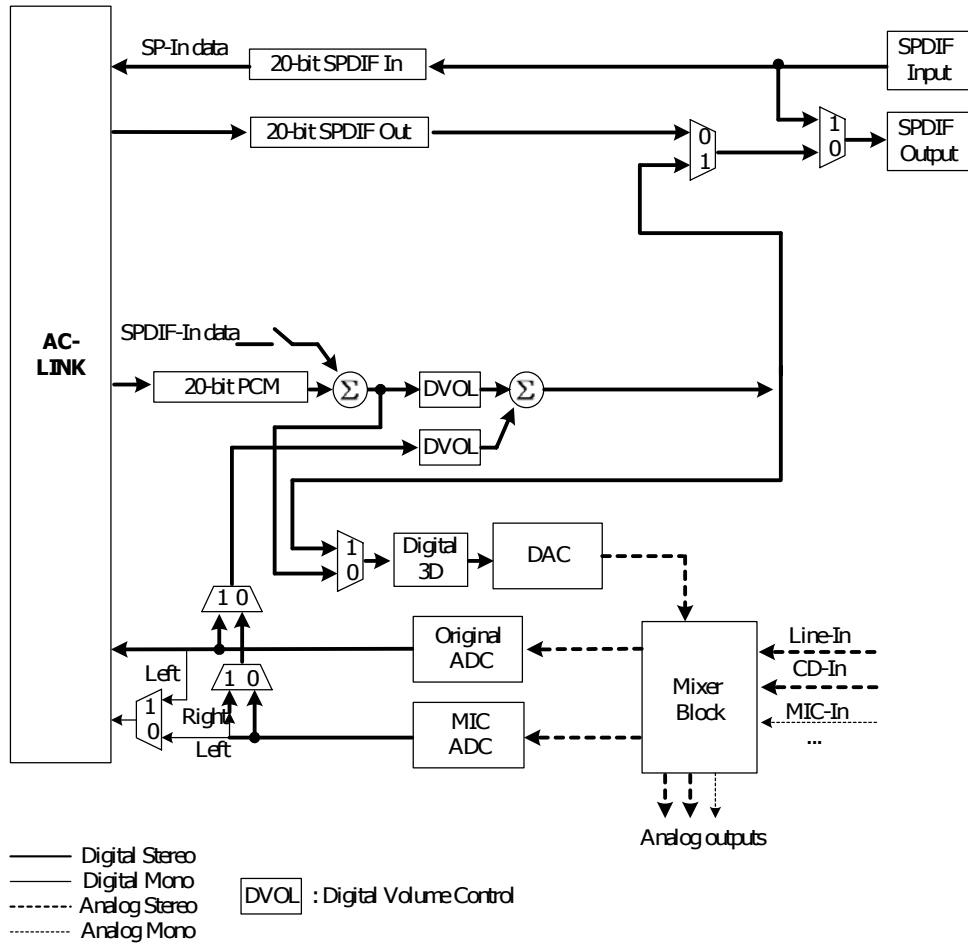 SP-In data
20-bit SPDIF In
SPDIF
Input
20-bit SPDIF Out
0
1
1
0
SPDIF
Output
AC-
LINK
SPDIF-In data
20-bit PCM
Σ
DVOL
Σ
DVOL
1
0
Digital
3D
DAC
1 0
Original
ADC
Line-In
Left
1 0
CD-In
Mixer
Block
1
0
Right
MIC
ADC
MIC-In
Left
...
Analog outputs
Digital Stereo
Digital Mono
Analog Stereo
Analog Mono
DVOL : Digital Volume Control